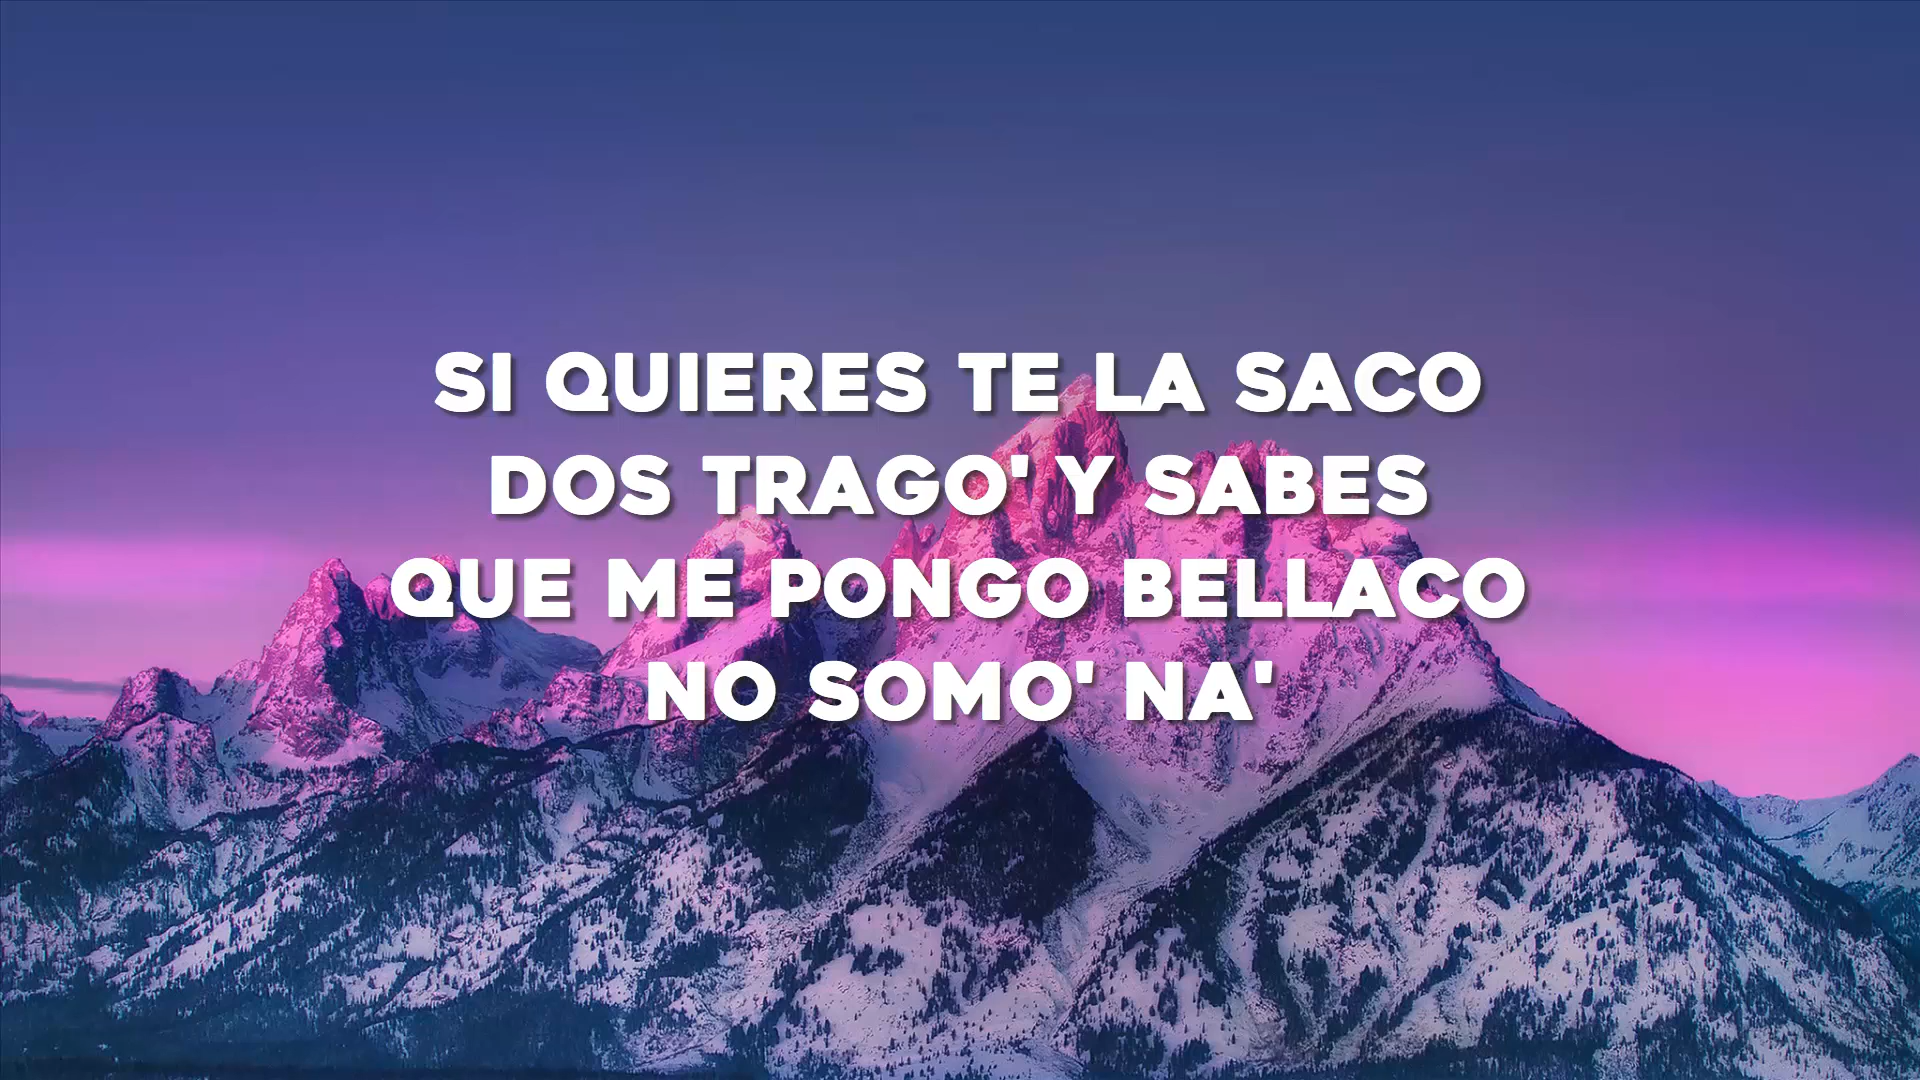 SI QUIERES TE LA SACO
DOS TRAGO' Y SABES
QUE ME PONGO BELLACO
NO SOMO' NA'